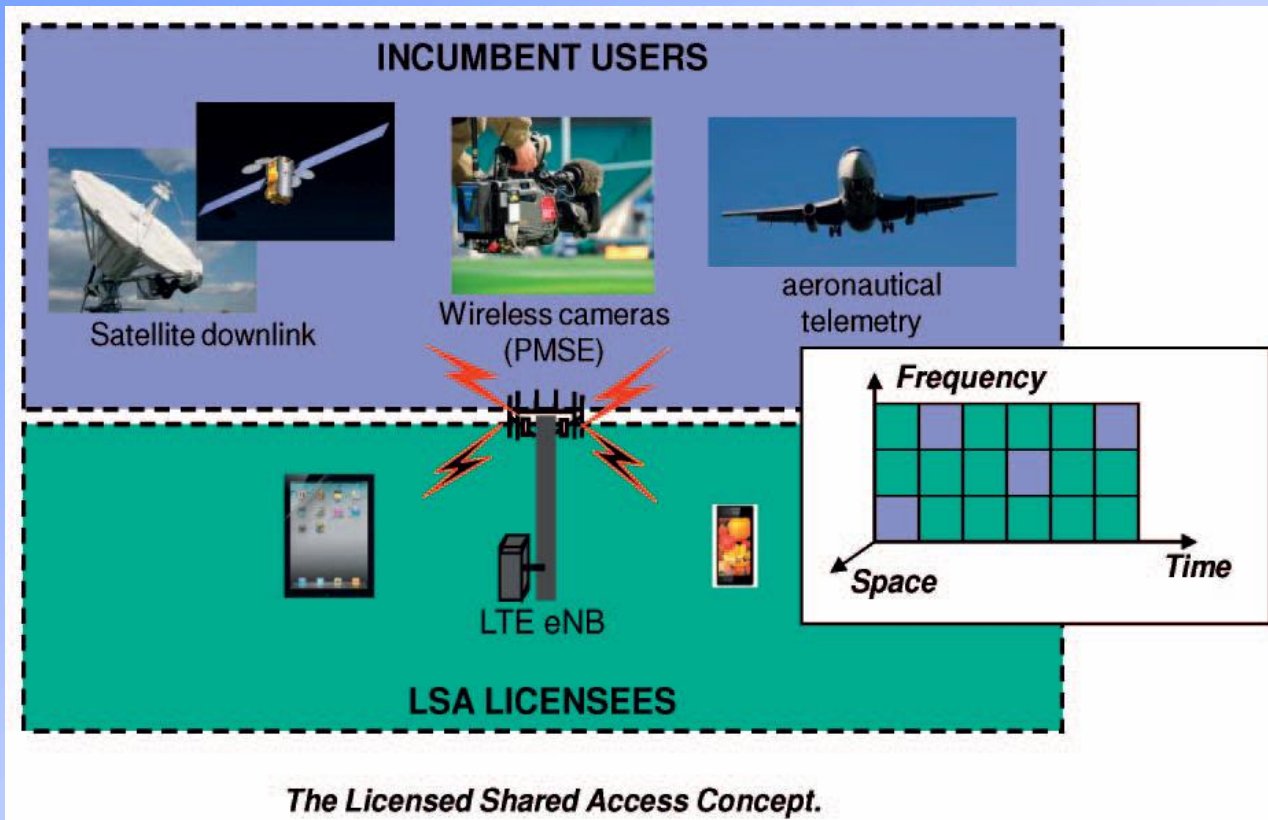 INCUMBENT USERS
Satellite downlink
Wireless cameras
(PMSE)
aeronautical
telemetry
Frequency
Space
Time
LTE eNB
LSA LICENSEES
The Licensed Shared Access Concept.